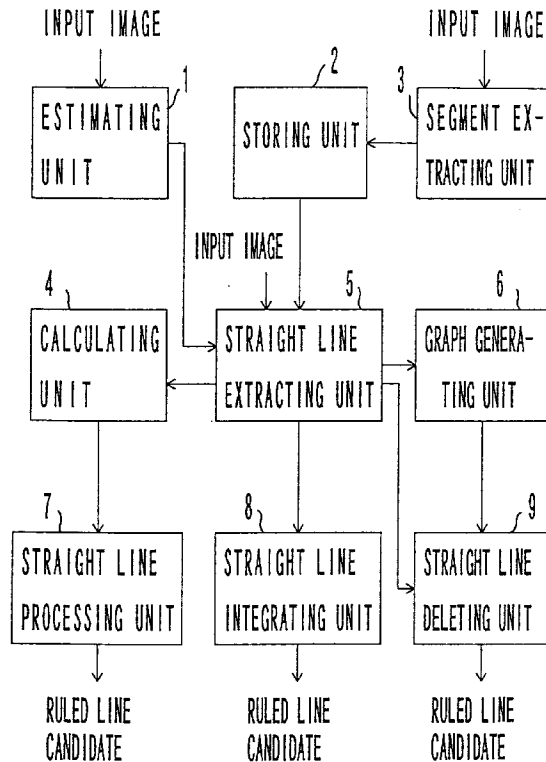 INPUT IMAGE
INPUT IMAGE
1
2
3
ESTIMATING
UNIT
STORING UNIT
SEGMENT EX-
TRACTING UNIT
INPUT IMAGE
4
5
6
CALCULATING
UNIT
STRAIGHT LINE
EXTRACTING UNIT
GRAPH GENERA-
TING UNIT
7
8
9
STRAIGHT LINE
PROCESSING UNIT
STRAIGHT LINE
INTEGRATING UNIT
STRAIGHT LINE
DELETING UNIT
RULED LINE
CANDIDATE
RULED LINE
CANDIDATE
RULED LINE
CANDIDATE